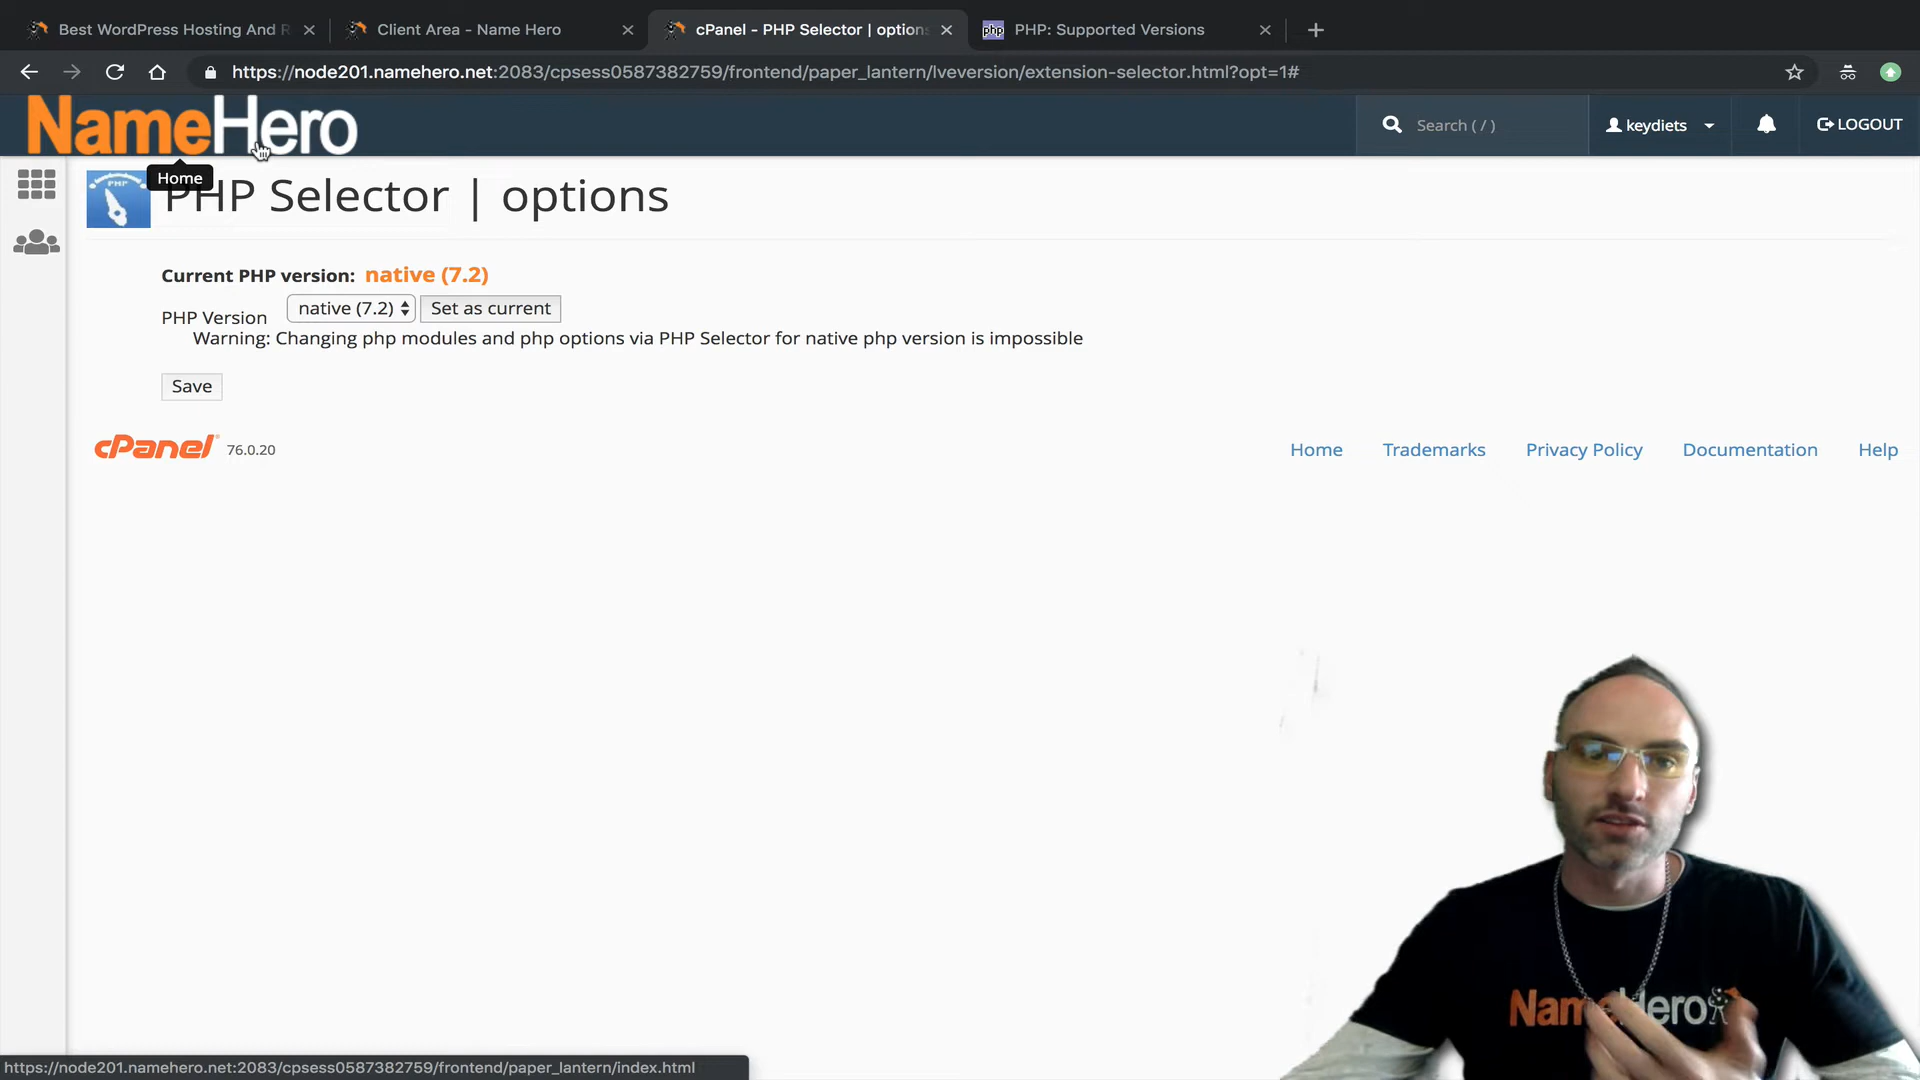 Best WordPress Hosting And R
Client Area - Name Hero
cPanel - PHP Selector | option
php
PHP: Supported Versions
https://node201.namehero.net:2083/cpsess0587382759/frontend/paper_lantern/lveversion/extension-selector.html?opt=1#
NameHero
Search ( / )
keydiets
LOGOUT
Home
PHP
PHP Selector | options
Current PHP version: native (7.2)
PHP Version native (7.2) Set as current
Warning: Changing php modules and php options via PHP Selector for native php version is impossible
Save
cPanel 76.0.20
Home Trademarks Privacy Policy Documentation Help
https://node201.namehero.net:2083/cpsess0587382759/frontend/paper_lantern/index.html